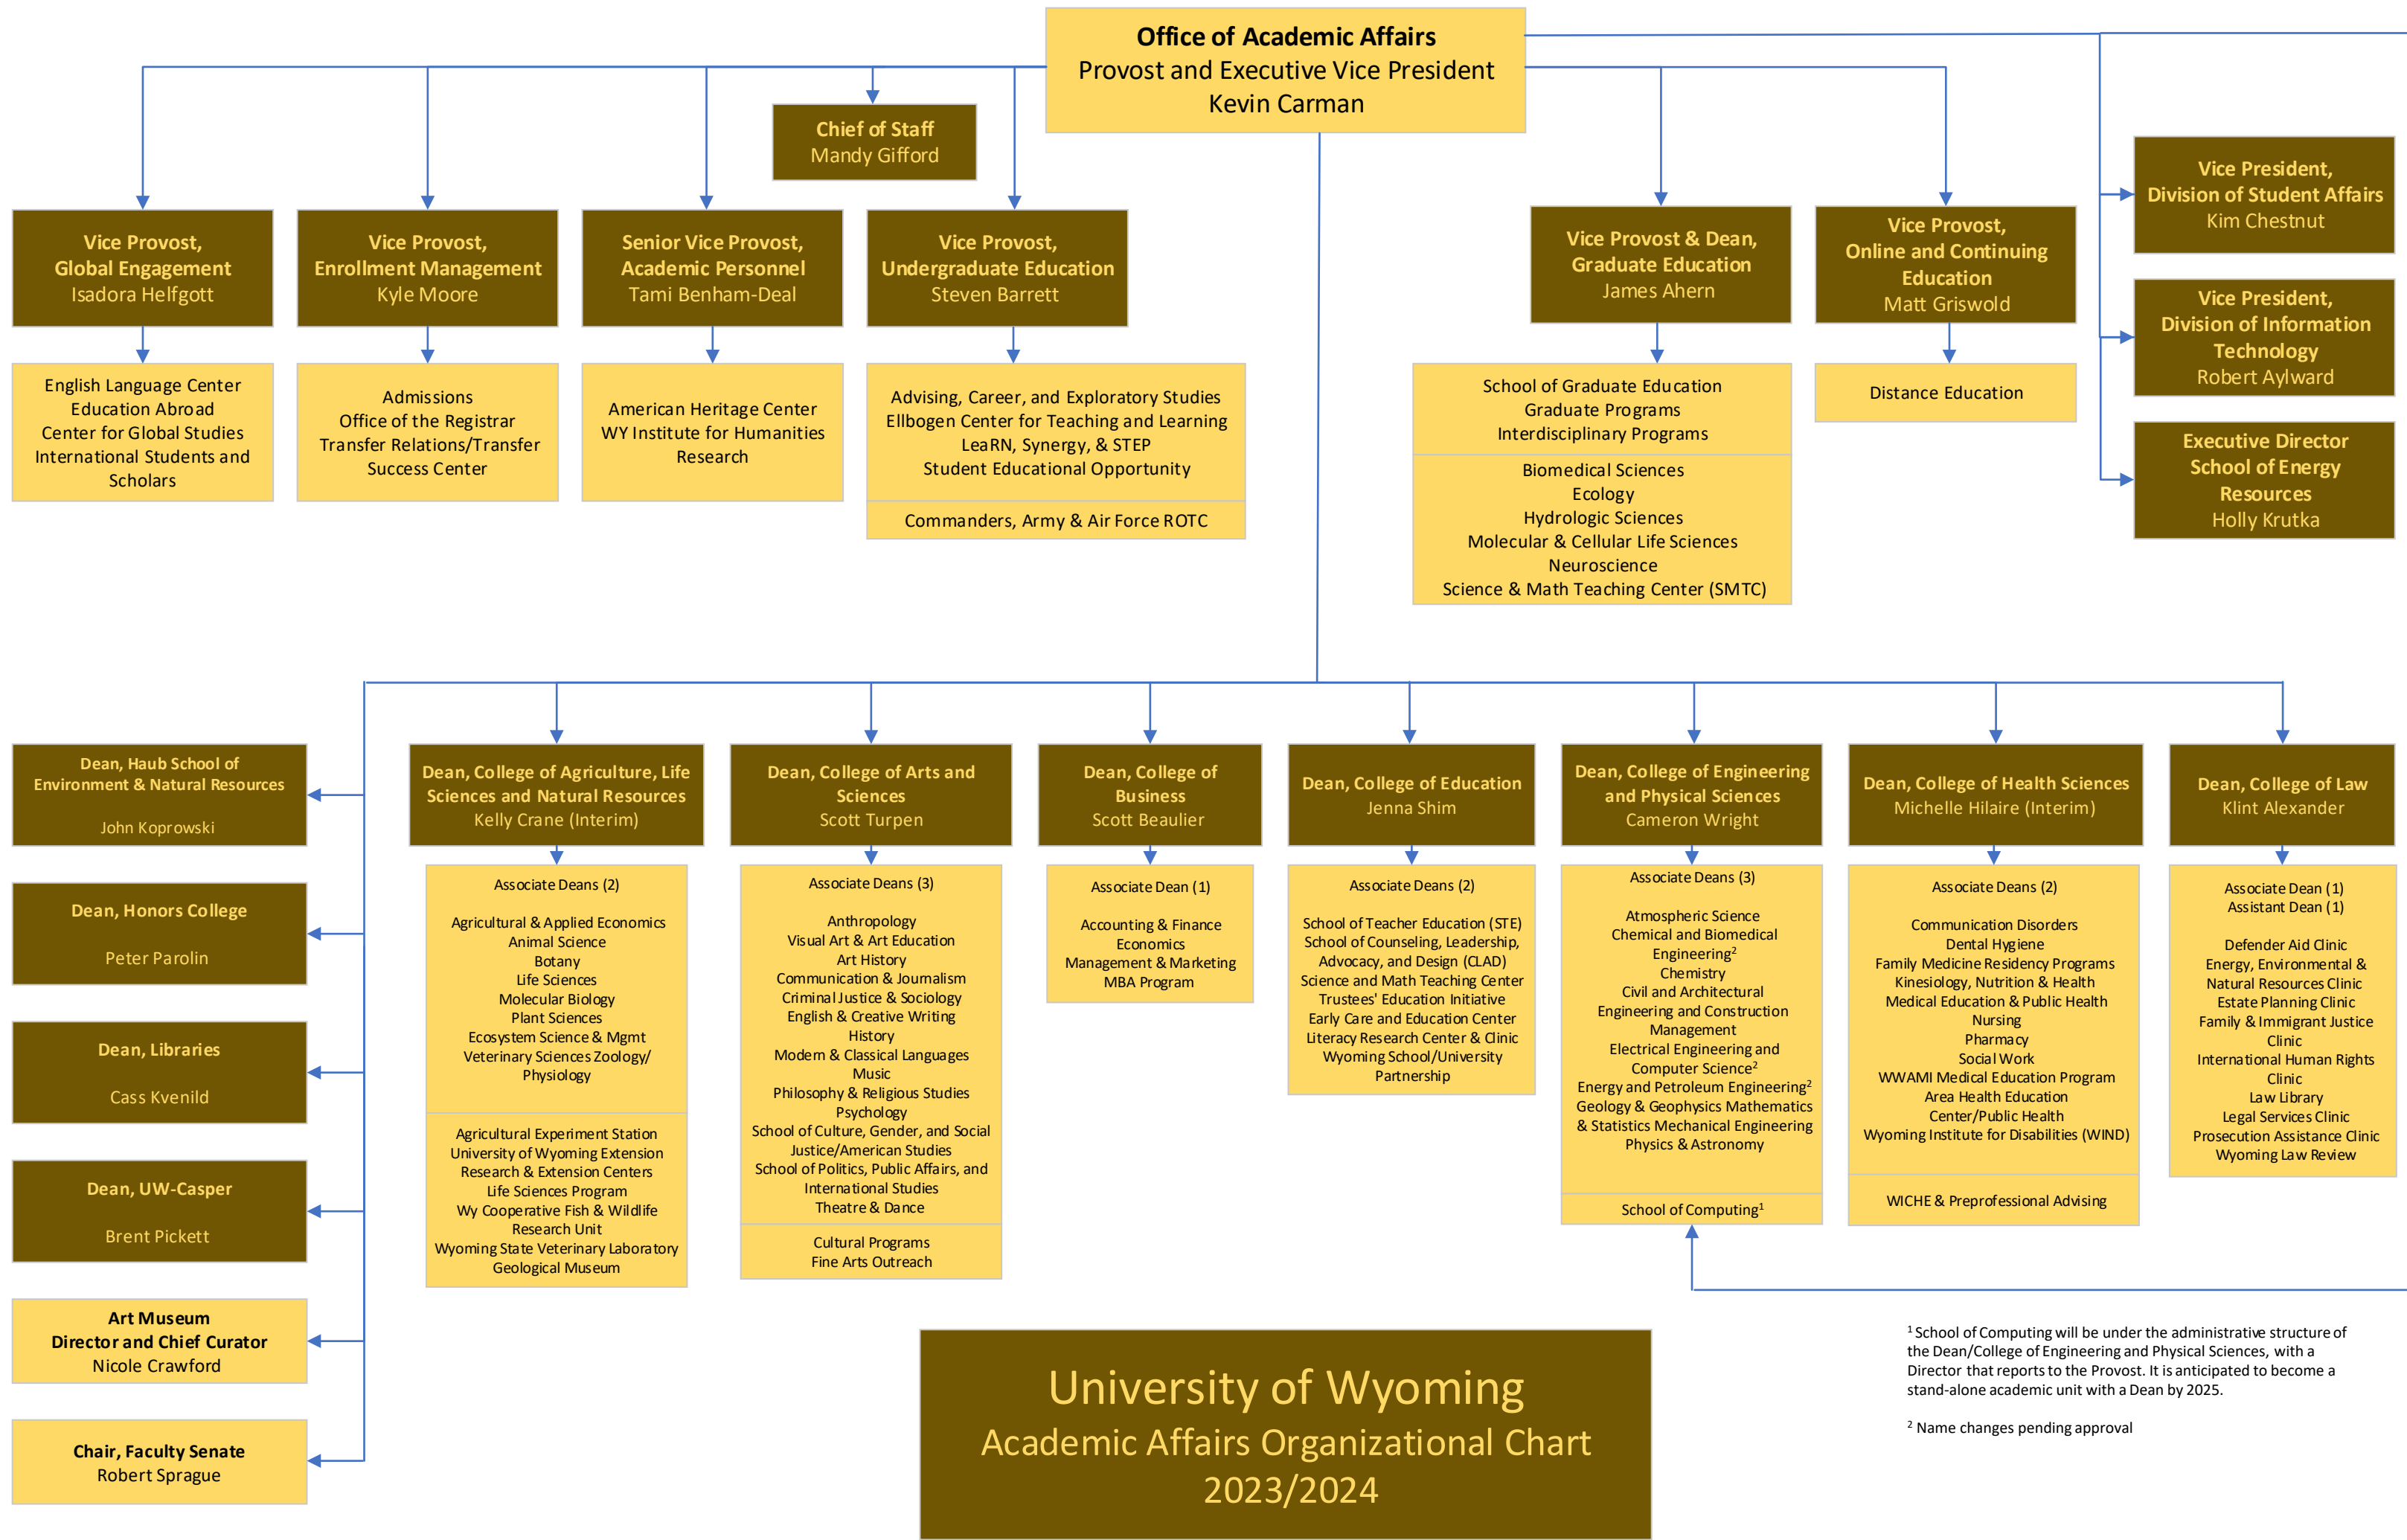 Office of Academic Affairs
Provost and Executive Vice President
Kevin Carman
Chief of Staff
Mandy Gifford
Vice Provost,
Global Engagement
Isadora Helfgott
Vice Provost,
Enrollment Management
Kyle Moore
Senior Vice Provost,
Academic Personnel
Tami Benham-Deal
Vice Provost,
Undergraduate Education
Steven Barrett
Vice Provost & Dean,
Graduate Education
James Ahern
Vice Provost,
Online and Continuing
Education
Matt Griswold
Vice President,
Division of Student Affairs
Kim Chestnut
Vice President,
Division of Information
Technology
Robert Aylward
Executive Director
School of Energy
Resources
Holly Krutka
English Language Center
Education Abroad
Center for Global Studies
International Students and
Scholars
Admissions
Office of the Registrar
Transfer Relations/Transfer
Success Center
American Heritage Center
WY Institute for Humanities
Research
Advising, Career, and Exploratory Studies
Ellbogen Center for Teaching and Learning
LeaRN, Synergy, & STEP
Student Educational Opportunity
Commanders, Army & Air Force ROTC
School of Graduate Education
Graduate Programs
Interdisciplinary Programs
Biomedical Sciences
Ecology
Hydrologic Sciences
Molecular & Cellular Life Sciences
Neuroscience
Science & Math Teaching Center (SMTC)
Distance Education
Dean, Haub School of
Environment & Natural Resources
John Koprowski
Dean, Honors College
Peter Parolin
Dean, Libraries
Cass Kvenild
Dean, UW-Casper
Brent Pickett
Art Museum
Director and Chief Curator
Nicole Crawford
Chair, Faculty Senate
Robert Sprague
Dean, College of Agriculture, Life
Sciences and Natural Resources
Kelly Crane (Interim)
Associate Deans (2)
Agricultural & Applied Economics
Animal Science
Botany
Life Sciences
Molecular Biology
Plant Sciences
Ecosystem Science & Mgmt
Veterinary Sciences Zoology/
Physiology
Agricultural Experiment Station
University of Wyoming Extension
Research & Extension Centers
Life Sciences Program
Wy Cooperative Fish & Wildlife
Research Unit
Wyoming State Veterinary Laboratory
Geological Museum
Dean, College of Arts and
Sciences
Scott Turpen
Associate Deans (3)
Anthropology
Visual Art & Art Education
Art History
Communication & Journalism
Criminal Justice & Sociology
English & Creative Writing
History
Modern & Classical Languages
Music
Philosophy & Religious Studies
Psychology
School of Culture, Gender, and Social
Justice/American Studies
School of Politics, Public Affairs, and
International Studies
Theatre & Dance
Cultural Programs
Fine Arts Outreach
Dean, College of
Business
Scott Beaulier
Associate Dean (1)
Accounting & Finance
Economics
Management & Marketing
MBA Program
Dean, College of Education
Jenna Shim
Associate Deans (2)
School of Teacher Education (STE)
School of Counseling, Leadership,
Advocacy, and Design (CLAD)
Science and Math Teaching Center
Trustees' Education Initiative
Early Care and Education Center
Literacy Research Center & Clinic
Wyoming School/University
Partnership
Dean, College of Engineering
and Physical Sciences
Cameron Wright
Associate Deans (3)
Atmospheric Science
Chemical and Biomedical
Engineering²
Chemistry
Civil and Architectural
Engineering and Construction
Management
Electrical Engineering and
Computer Science²
Energy and Petroleum Engineering²
Geology & Geophysics Mathematics
& Statistics Mechanical Engineering
Physics & Astronomy
School of Computing¹
Dean, College of Health Sciences
Michelle Hilaire (Interim)
Associate Deans (2)
Communication Disorders
Dental Hygiene
Family Medicine Residency Programs
Kinesiology, Nutrition & Health
Medical Education & Public Health
Nursing
Pharmacy
Social Work
WWAMI Medical Education Program
Area Health Education
Center/Public Health
Wyoming Institute for Disabilities (WIND)
WICHE & Preprofessional Advising
Dean, College of Law
Klint Alexander
Associate Dean (1)
Assistant Dean (1)
Defender Aid Clinic
Energy, Environmental &
Natural Resources Clinic
Estate Planning Clinic
Family & Immigrant Justice
Clinic
International Human Rights
Clinic
Law Library
Legal Services Clinic
Prosecution Assistance Clinic
Wyoming Law Review
University of Wyoming
Academic Affairs Organizational Chart
2023/2024
¹ School of Computing will be under the administrative structure of
the Dean/College of Engineering and Physical Sciences, with a
Director that reports to the Provost. It is anticipated to become a
stand-alone academic unit with a Dean by 2025.
² Name changes pending approval